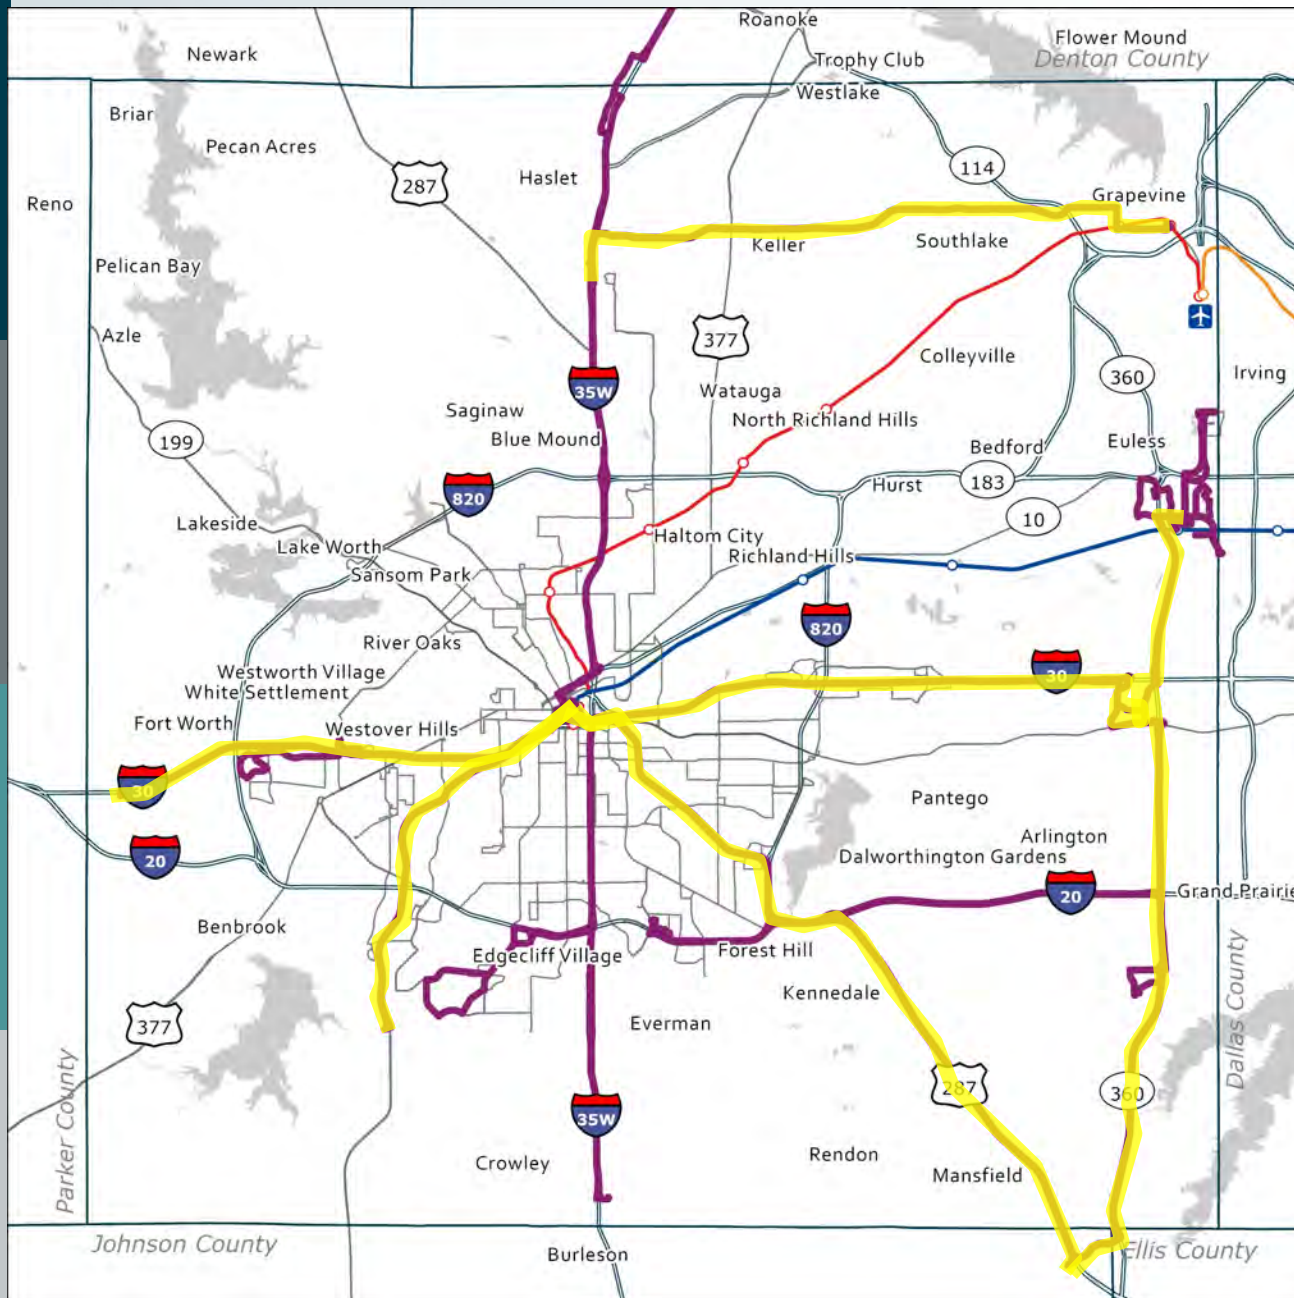 Roanoke
Flower Mound
Denton County
Newark
Trophy Club
Westlake
Briar
Pecan Acres
114
Haslet
287
Grapevine
Reno
Keller
Southlake
Pelican Bay
Azle
377
Colleyville
360
Irving
35W
Watauga
Saginaw
North Richland Hills
Blue Mound
Bedford
Euless
199
820
Hurst
183
Lakeside
10
Haltom City
Lake Worth
Richland Hills
Sansom Park
820
River Oaks
Westworth Village
30
White Settlement
Fort Worth
Westover Hills
30
Pantego
Arlington
20
Dalworthington Gardens
20
Grand Prairie
Benbrook
Edgecliff Village
Forest Hill
Kennedale
377
Everman
Dallas County
287
360
Parker County
35W
Crowley
Rendon
Mansfield
Johnson County
Burleson
Ellis County